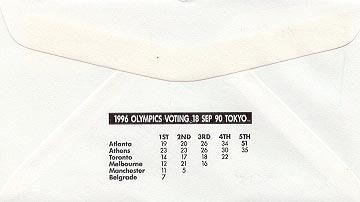 1996 OLYMPICS VOTING 18 SEP 90 TOKYO
1ST 2ND 3RD 4TH 5TH
Atlanta 19 20 26 34 51
Athens 23 23 26 30 35
Toronto 14 17 18 22
Melbourne 12 21 16
Manchester 11 5
Belgrade 7